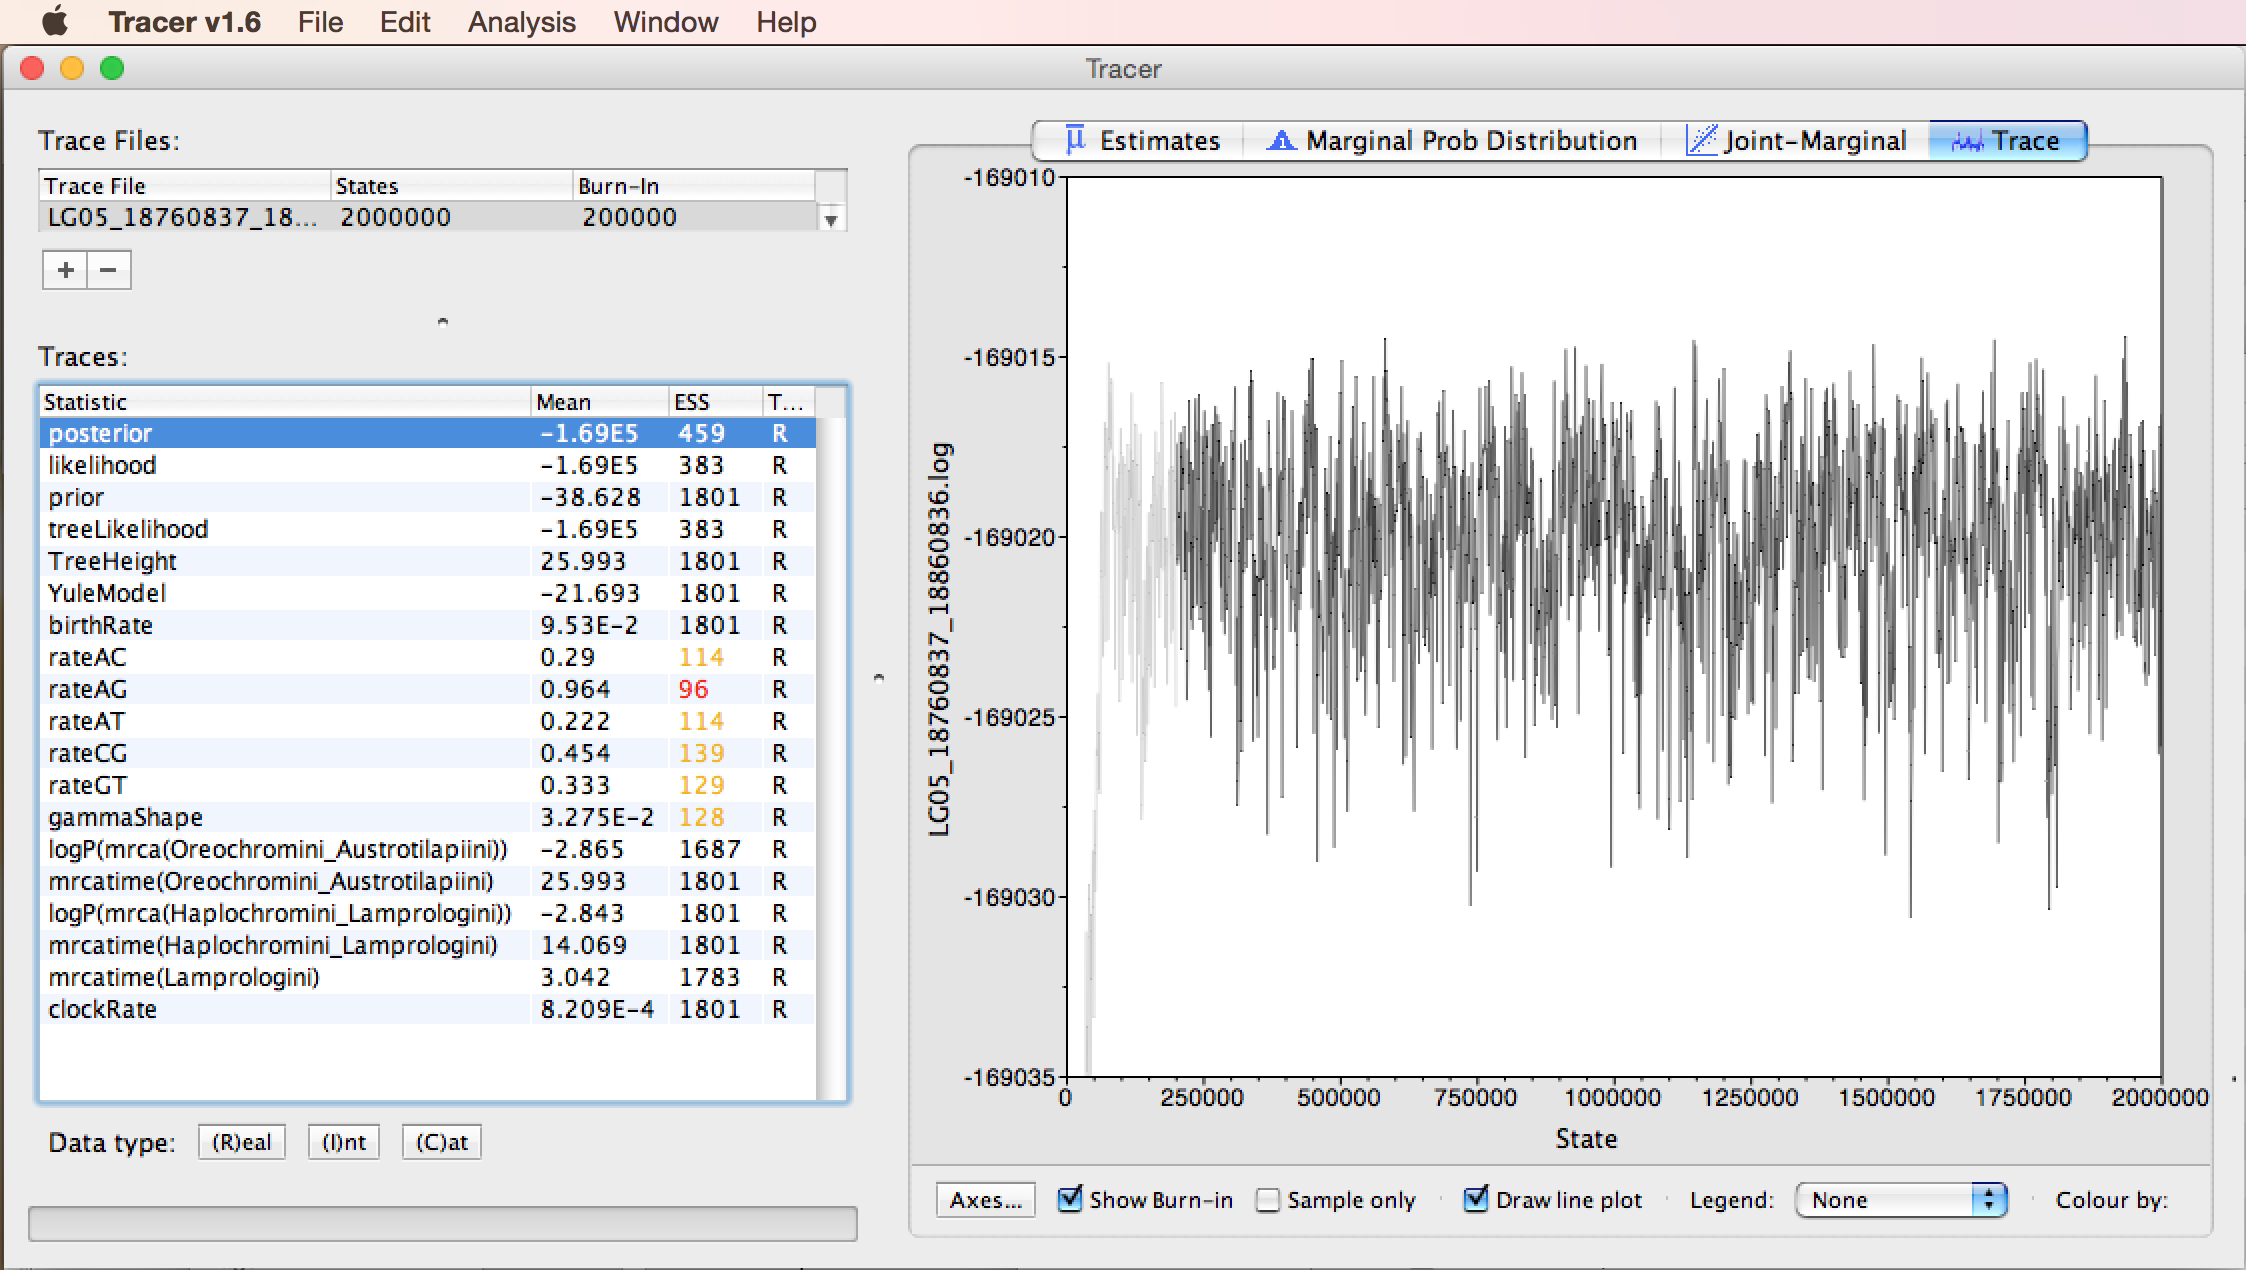 Tracer v1.6 File Edit Analysis Window Help
Tracer
Trace Files:
Trace File States Burn-In
LG05_18760837_18... 2000000 200000
+ −
Traces:
Statistic Mean ESS T...
posterior -1.69E5 459 R
likelihood -1.69E5 383 R
prior -38.628 1801 R
treeLikelihood -1.69E5 383 R
TreeHeight 25.993 1801 R
YuleModel -21.693 1801 R
birthRate 9.53E-2 1801 R
rateAC 0.29 114 R
rateAG 0.964 96 R
rateAT 0.222 114 R
rateCG 0.454 139 R
rateGT 0.333 129 R
gammaShape 3.275E-2 128 R
logP(mrca(Oreochromini_Austrotilapiini)) -2.865 1687 R
mrcatime(Oreochromini_Austrotilapiini) 25.993 1801 R
logP(mrca(Haplochromini_Lamprologini)) -2.843 1801 R
mrcatime(Haplochromini_Lamprologini) 14.069 1801 R
mrcatime(Lamprologini) 3.042 1783 R
clockRate 8.209E-4 1801 R
Data type: (R)eal (I)nt (C)at
μ Estimates Marginal Prob Distribution Joint-Marginal Trace
LG05_18760837_18860836.log
-169010
-169015
-169020
-169025
-169030
-169035
0 250000 500000 750000 1000000 1250000 1500000 1750000 2000000
State
Axes... Show Burn-in Sample only Draw line plot Legend: None Colour by: